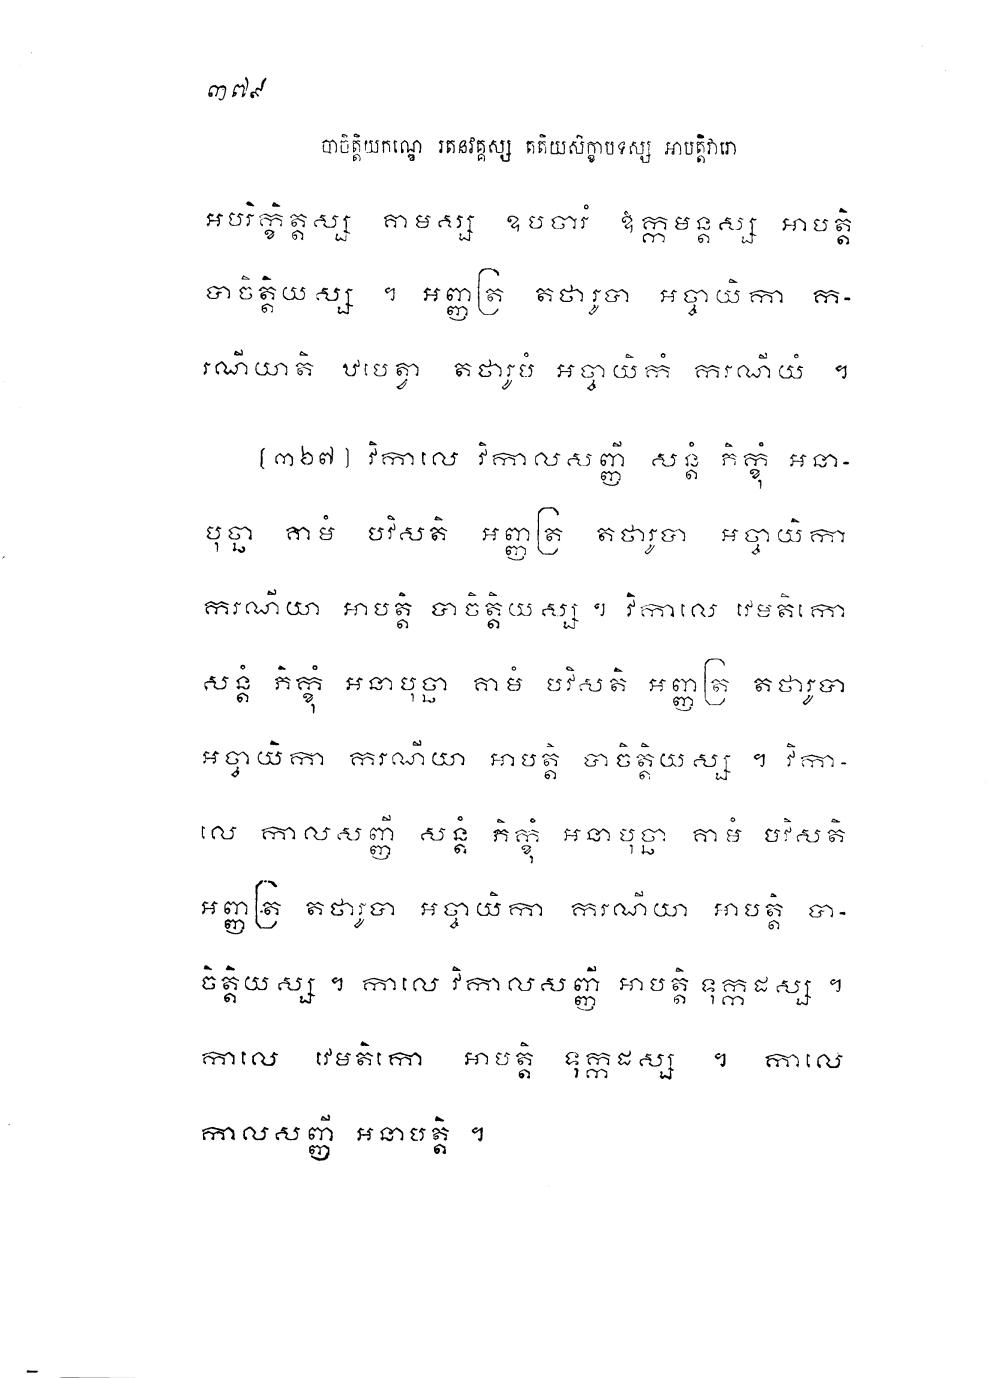 ៣៧៩
បាចិត្តិយកណ្ឌេ រតនវគ្គស្ស តតិយសិក្ខាបទស្ស អាបត្តិវារោ
អបរិក្ខិត្តស្ស គាមស្ស ឧបចារំ ឱក្កមន្តស្ស អាបត្តិ
បាចិត្តិយស្ស ។ អញ្ញត្រ តថារូបា អច្ចាយិកា ក-
រណីយាតិ ឋបេត្វា តថារូបំ អច្ចាយិកំ ករណីយំ ។
(៣៦៧) វិកាលេ វិកាលសញ្ញី សន្តំ ភិក្ខុំ អនា-
បុច្ឆា គាមំ បវិសតិ អញ្ញត្រ តថារូបា អច្ចាយិកា
ករណីយា អាបត្តិ បាចិត្តិយស្ស ។ វិកាលេ វេមតិកោ
សន្តំ ភិក្ខុំ អនាបុច្ឆា គាមំ បវិសតិ អញ្ញត្រ តថារូបា
អច្ចាយិកា ករណីយា អាបត្តិ បាចិត្តិយស្ស ។ វិកា-
លេ កាលសញ្ញី សន្តំ ភិក្ខុំ អនាបុច្ឆា គាមំ បវិសតិ
អញ្ញត្រ តថារូបា អច្ចាយិកា ករណីយា អាបត្តិ បា-
ចិត្តិយស្ស ។ កាលេ វិកាលសញ្ញី អាបត្តិ ទុក្កដស្ស ។
កាលេ វេមតិកោ អាបត្តិ ទុក្កដស្ស ។ កាលេ
កាលសញ្ញី អនាបត្តិ ។